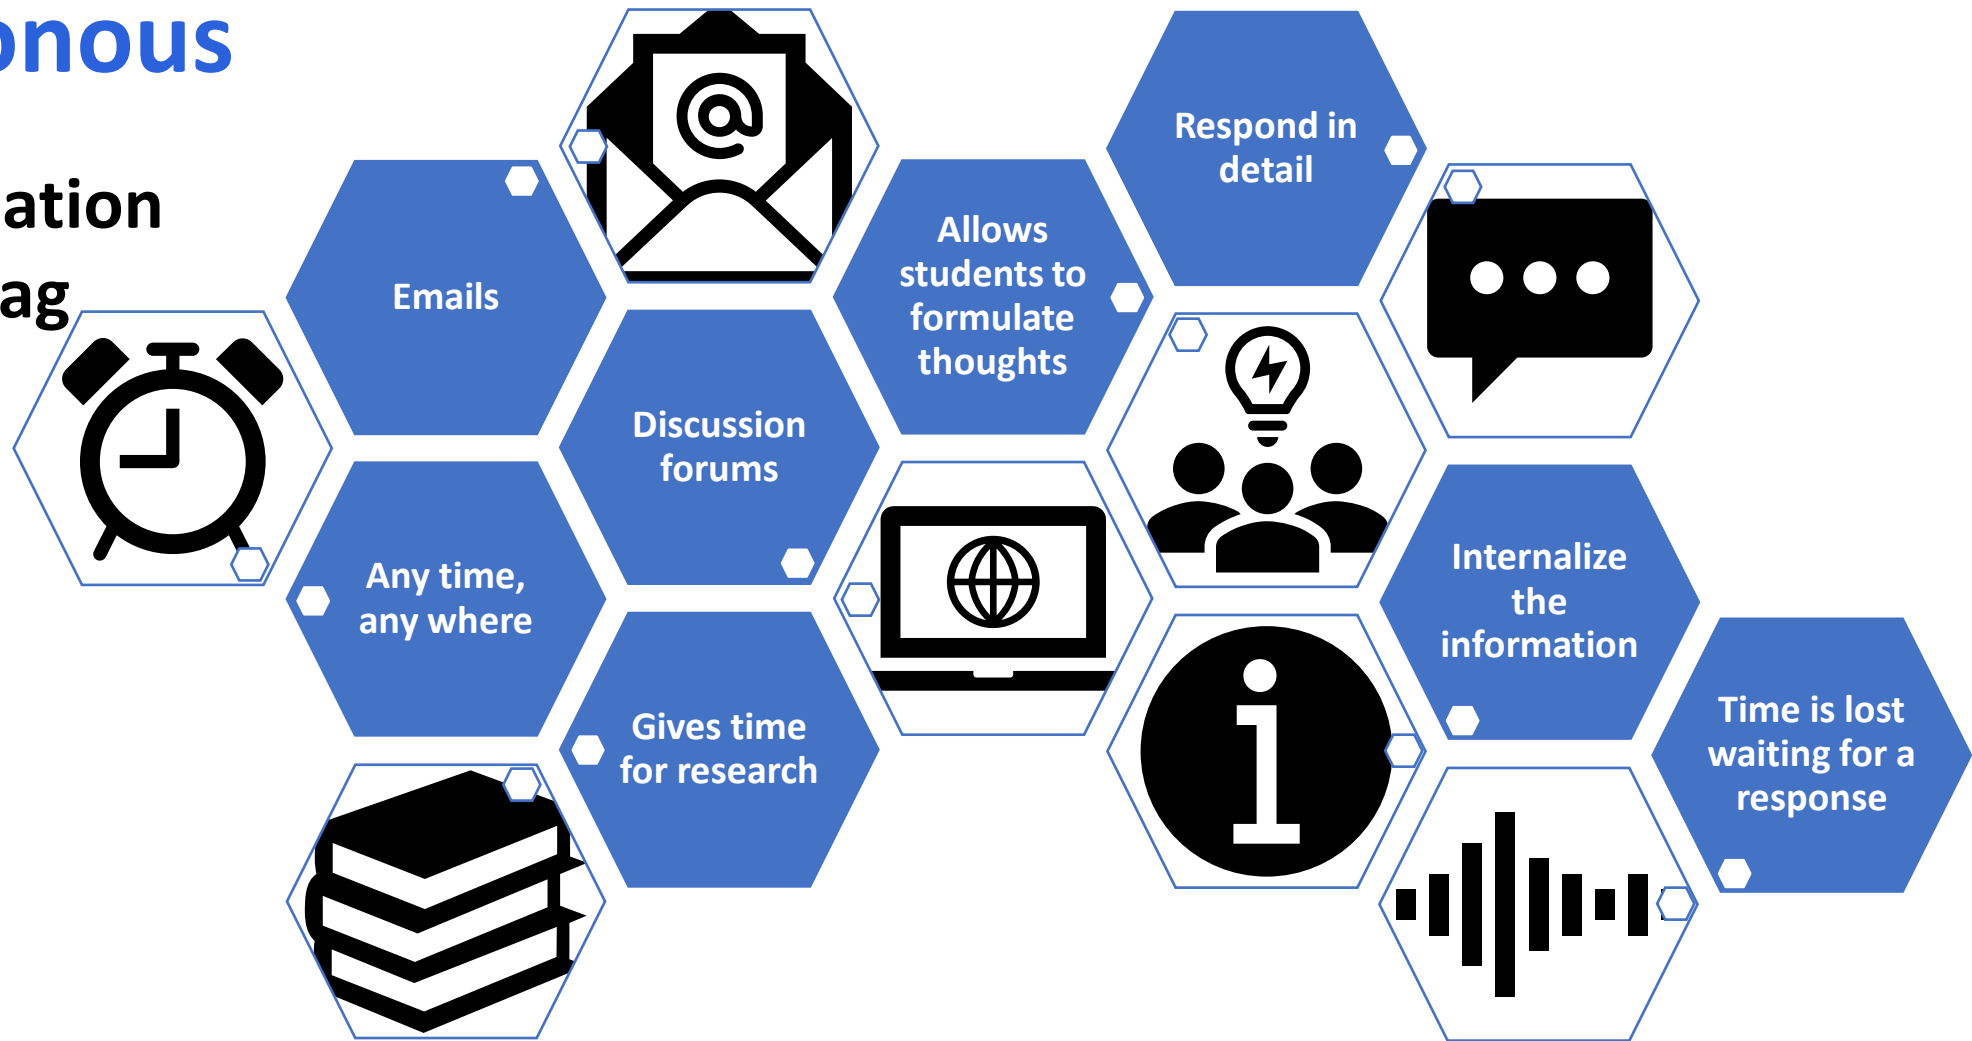 onous
ation
ag
Emails
Any time,
any where
Discussion
forums
Gives time
for research
Allows
students to
formulate
thoughts
Respond in
detail
Internalize
the
information
Time is lost
waiting for a
response